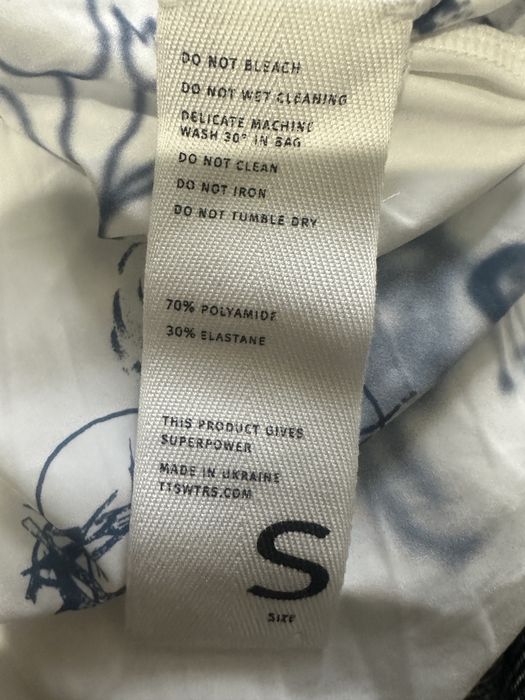 DO NOT BLEACH
DO NOT WET CLEANING
DELICATE MACHINE
WASH 30° IN BAG
DO NOT CLEAN
DO NOT IRON
DO NOT TUMBLE DRY
70% POLYAMIDE
30% ELASTANE
THIS PRODUCT GIVES
SUPERPOWER
MADE IN UKRAINE
TTSWTRS.COM
S
SIZE